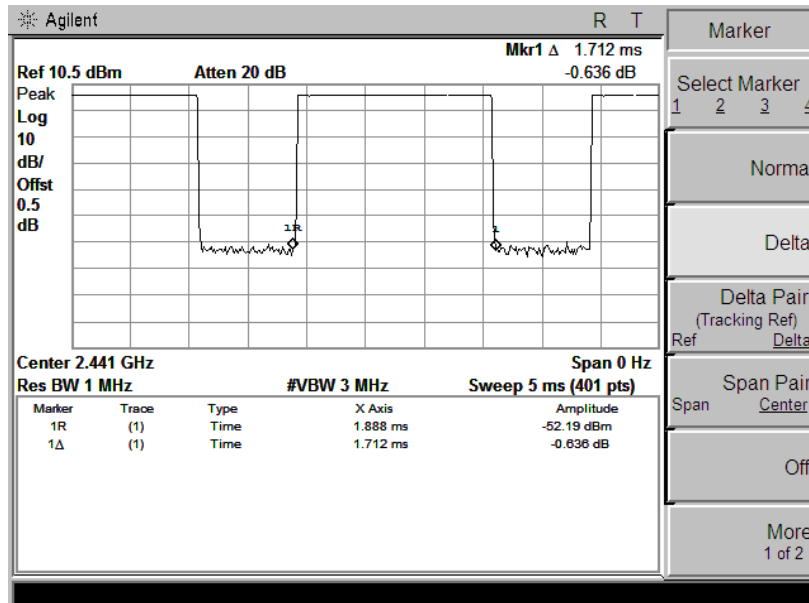 Agilent R T
Mkr1 Δ 1.712 ms
Ref 10.5 dBm Atten 20 dB -0.636 dB
Peak
Log
10
dB/
Offst
0.5
dB
1R
1
Center 2.441 GHz Span 0 Hz
Res BW 1 MHz #VBW 3 MHz Sweep 5 ms (401 pts)
Marker Trace Type X Axis Amplitude
1R (1) Time 1.888 ms -52.19 dBm
1Δ (1) Time 1.712 ms -0.636 dB
Marker
Select Marker
1 2 3 4
Norma
Delta
Delta Pair
(Tracking Ref)
Ref Delta
Span Pair
Span Center
Off
More
1 of 2